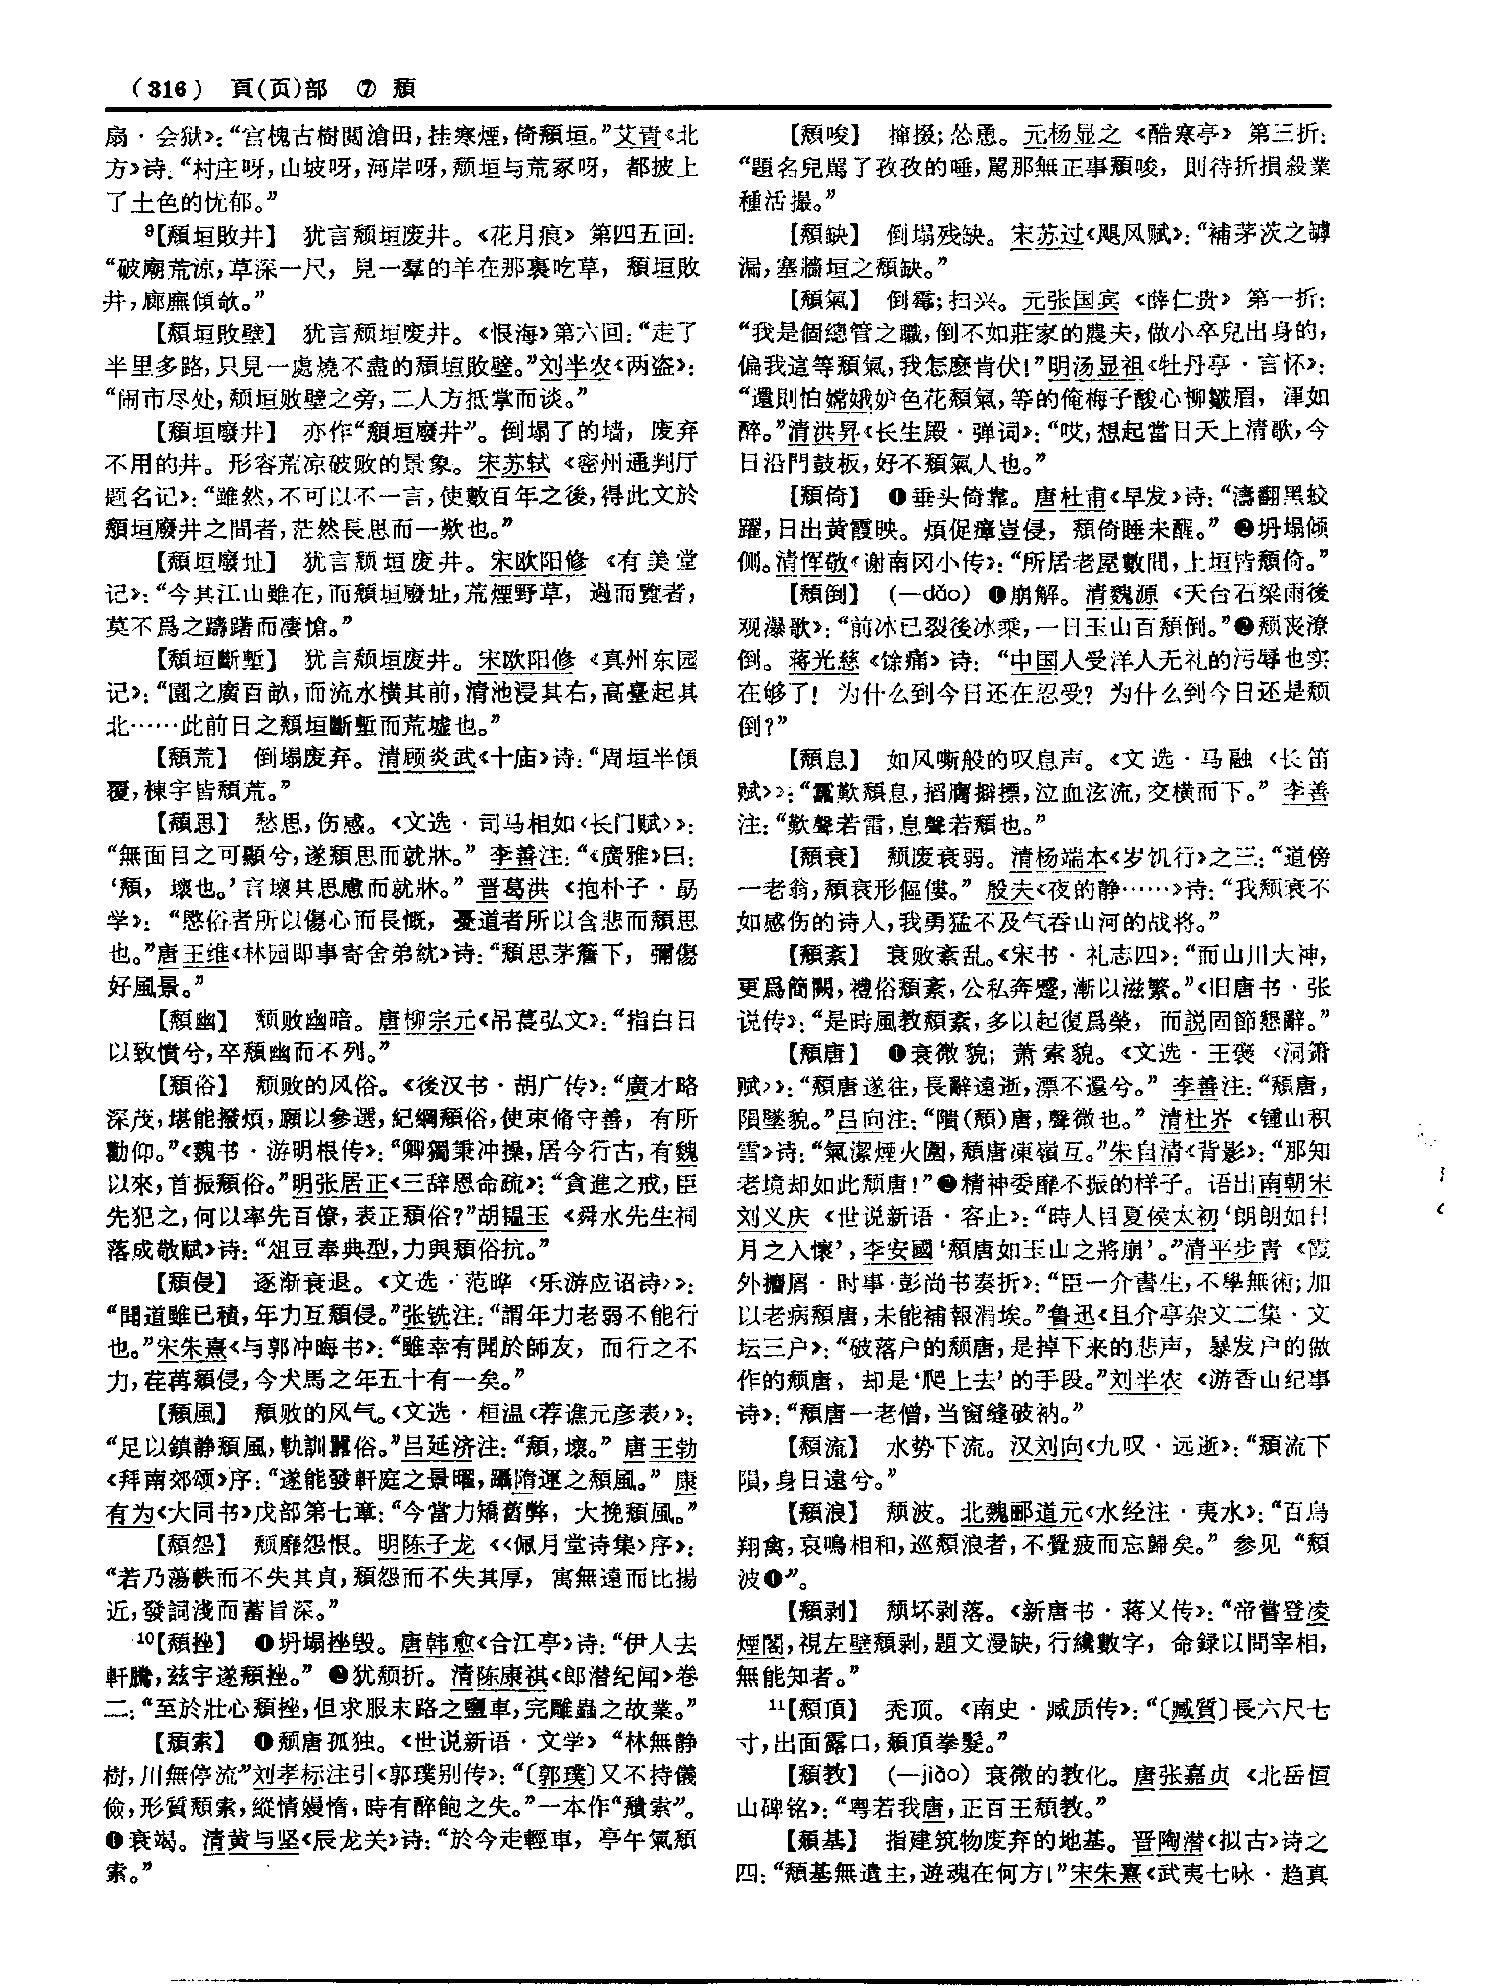 （316） 頁(页)部 ⑦ 頹
扇·会狱》：“宫槐古樹閲滄田，挂寒煙，倚頹垣。”艾青《北
方》诗：“村庄呀，山坡呀，河岸呀，颓垣与荒冢呀，都披上
了土色的忧郁。”
9【頹垣敗井】 犹言颓垣废井。《花月痕》第四五回：
“破廟荒凉，草深一尺，見一羣的羊在那裏吃草，頹垣敗
井，廊廡傾欹。”
【頹垣敗壁】 犹言颓垣废井。《恨海》第六回：“走了
半里多路，只見一處燒不盡的頹垣敗壁。”刘半农《两盗》：
“闹市尽处，颓垣败壁之旁，二人方抵掌而谈。”
【頹垣廢井】 亦作“頹垣廢井”。倒塌了的墙，废弃
不用的井。形容荒凉破败的景象。宋苏轼《密州通判厅
题名记》：“雖然，不可以不一言，使數百年之後，得此文於
頹垣廢井之間者，茫然長思而一歎也。”
【頹垣廢址】 犹言颓垣废井。宋欧阳修《有美堂
记》：“今其江山雖在，而頹垣廢址，荒煙野草，過而覽者，
莫不爲之躊躇而凄愴。”
【頹垣斷塹】 犹言颓垣废井。宋欧阳修《真州东园
记》：“園之廣百畝，而流水横其前，清池浸其右，高臺起其
北……此前日之頹垣斷塹而荒墟也。”
【頹荒】 倒塌废弃。清顾炎武《十庙》诗：“周垣半傾
覆，棟宇皆頹荒。”
【頹思】 愁思，伤感。《文选·司马相如〈长门赋〉》：
“無面目之可顯兮，遂頹思而就牀。”李善注：“《廣雅》曰：
‘頹，壞也。’言壞其思慮而就牀。”晋葛洪《抱朴子·勗
学》：“愍俗者所以傷心而長慨，憂道者所以含悲而頹思
也。”唐王维《林园即事寄舍弟紞》诗：“頹思茅簷下，彌傷
好風景。”
【頹幽】 颓败幽暗。唐柳宗元《吊苌弘文》：“指白日
以致憤兮，卒頹幽而不列。”
【頹俗】 颓败的风俗。《後汉书·胡广传》：“廣才略
深茂，堪能撥煩，願以參選，紀綱頹俗，使束脩守善，有所
勸仰。”《魏书·游明根传》：“卿獨秉冲操，居今行古，有魏
以來，首振頹俗。”明张居正《三辞恩命疏》：“貪進之戒，臣
先犯之，何以率先百僚，表正頹俗？”胡韫玉《舜水先生祠
落成敬赋》诗：“俎豆奉典型，力與頹俗抗。”
【頹侵】 逐渐衰退。《文选·范晔〈乐游应诏诗〉》：
“聞道雖已積，年力互頹侵。”张铣注：“謂年力老弱不能行
也。”宋朱熹《与郭冲晦书》：“雖幸有聞於師友，而行之不
力，荏苒頹侵，今犬馬之年五十有一矣。”
【頹風】 頹败的风气。《文选·桓温〈荐谯元彦表〉》：
“足以鎮静頹風，軌訓囂俗。”吕延济注：“頹，壞。”唐王勃
《拜南郊颂》序：“遂能發軒庭之景曜，躡隋運之頹風。”康
有为《大同书》戊部第七章：“今當力矯舊弊，大挽頹風。”
【頹怨】 颓靡怨恨。明陈子龙《〈佩月堂诗集〉序》：
“若乃蕩軼而不失其貞，頹怨而不失其厚，寓無遠而比揚
近，發詞淺而蓄旨深。”
10【頹挫】 ❶坍塌挫毁。唐韩愈《合江亭》诗：“伊人去
軒騰，兹宇遂頹挫。” ❷犹颓折。清陈康祺《郎潜纪闻》卷
二：“至於壯心頹挫，但求服末路之鹽車，完雕蟲之故業。”
【頹索】 ❶颓唐孤独。《世说新语·文学》“林無静
樹，川無停流”刘孝标注引《郭璞别传》：“〔郭璞〕又不持儀
儉，形質頹索，縱情嫚惰，時有醉飽之失。”一本作“穨索”。
❶衰竭。清黄与坚《辰龙关》诗：“於今走輕車，亭午氣頹
索。”
【頹唆】 撺掇；怂恿。元杨显之《酷寒亭》第三折：
“題名兒罵了孜孜的唾，駡那無正事頹唆，則待折損殺業
種活撮。”
【頹缺】 倒塌残缺。宋苏过《飓风赋》：“補茅茨之罅
漏，塞牆垣之頹缺。”
【頹氣】 倒霉；扫兴。元张国宾《薛仁贵》第一折：
“我是個總管之職，倒不如莊家的農夫，做小卒兒出身的，
偏我這等頹氣，我怎麽肯伏！”明汤显祖《牡丹亭·言怀》：
“還則怕嫦娥妒色花頹氣，等的俺梅子酸心柳皺眉，渾如
醉。”清洪昇《长生殿·弹词》：“哎，想起當日天上清歌，今
日沿門鼓板，好不頹氣人也。”
【頹倚】 ❶垂头倚靠。唐杜甫《早发》诗：“濤翻黑蛟
躍，日出黄霞映。煩促瘴豈侵，頹倚睡未醒。” ❷坍塌倾
侧。清恽敬《谢南冈小传》：“所居老屋數間，土垣皆頹倚。”
【頹倒】 （—dǎo）❶崩解。清魏源《天台石梁雨後
观瀑歌》：“前冰已裂後冰乘，一日玉山百頹倒。”❷颓丧潦
倒。蒋光慈《馀痛》诗：“中国人受洋人无礼的污辱也实
在够了！为什么到今日还在忍受？为什么到今日还是颓
倒？”
【頹息】 如风嘶般的叹息声。《文选·马融〈长笛
赋〉》：“靁歎頹息，掐膺擗摽，泣血泫流，交横而下。”李善
注：“歎聲若雷，息聲若頹也。”
【頹衰】 颓废衰弱。清杨端本《岁饥行》之三：“道傍
一老翁，頹衰形傴僂。”殷夫《夜的静……》诗：“我颓衰不
如感伤的诗人，我勇猛不及气吞山河的战将。”
【頹紊】 衰败紊乱。《宋书·礼志四》：“而山川大神，
更爲簡闕，禮俗頹紊，公私奔蹙，漸以滋繁。”《旧唐书·张
说传》：“是時風教頹紊，多以起復爲榮，而説固節懇辭。”
【頹唐】 ❶衰微貌；萧索貌。《文选·王褒〈洞箫
赋〉》：“頹唐遂往，長辭遠逝，漂不還兮。”李善注：“頹唐，
隕墜貌。”吕向注：“隤（頹）唐，聲微也。”清杜岕《锺山积
雪》诗：“氣潔煙火圍，頹唐凍嶺互。”朱自清《背影》：“那知
老境却如此颓唐！”❷精神委靡不振的样子。语出南朝宋
刘义庆《世说新语·容止》：“時人目夏侯太初‘朗朗如日
月之入懷’，李安國‘頹唐如玉山之將崩’。”清平步青《霞
外攟屑·时事·彭尚书奏折》：“臣一介書生，不學無術；加
以老病頹唐，未能補報涓埃。”鲁迅《且介亭杂文二集·文
坛三户》：“破落户的颓唐，是掉下来的悲声，暴发户的做
作的颓唐，却是‘爬上去’的手段。”刘半农《游香山纪事
诗》：“頹唐一老僧，当窗缝破衲。”
【頹流】 水势下流。汉刘向《九叹·远逝》：“頹流下
隕，身日遠兮。”
【頹浪】 颓波。北魏郦道元《水经注·夷水》：“百鳥
翔禽，哀鳴相和，巡頹浪者，不覺疲而忘歸矣。”参见“頹
波❶”。
【頹剥】 颓坏剥落。《新唐书·蒋乂传》：“帝嘗登凌
煙閣，視左壁頹剥，題文漫缺，行纔數字，命録以問宰相，
無能知者。”
11【頹頂】 秃顶。《南史·臧质传》：“〔臧質〕長六尺七
寸，出面露口，頹頂拳髮。”
【頹教】 （—jiào）衰微的教化。唐张嘉贞《北岳恒
山碑铭》：“粤若我唐，正百王頹教。”
【頹基】 指建筑物废弃的地基。晋陶潜《拟古》诗之
四：“頹基無遺主，遊魂在何方！”宋朱熹《武夷七咏·趋真